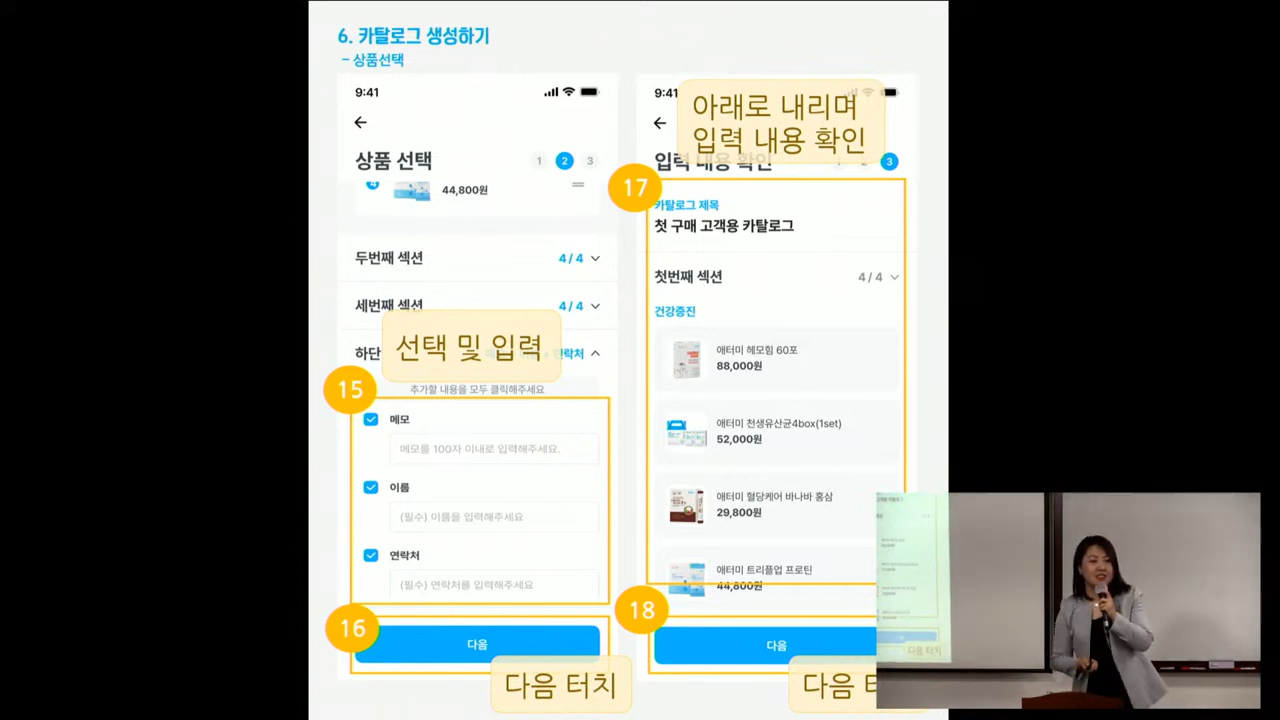 6. 카탈로그 생성하기
- 상품선택
9:41
상품 선택
1 2 3
4
44,800원
두번째 섹션
4 / 4
세번째 섹션
4 / 4
하단
연락처
선택 및 입력
추가할 내용을 모두 클릭해주세요
15
메모
메모를 100자 이내로 입력해주세요.
이름
(필수) 이름을 입력해주세요
연락처
(필수) 연락처를 입력해주세요
16
다음
다음 터치
9:41
아래로 내리며
입력 내용 확인
입력 내용 확인
3
17
카탈로그 제목
첫 구매 고객용 카탈로그
첫번째 섹션
4 / 4
건강증진
애터미 헤모힘 60포
88,000원
애터미 천생유산균4box(1set)
52,000원
애터미 혈당케어 바나바 홍삼
29,800원
애터미 트리플업 프로틴
44,800원
18
다음
다음
다음 터치